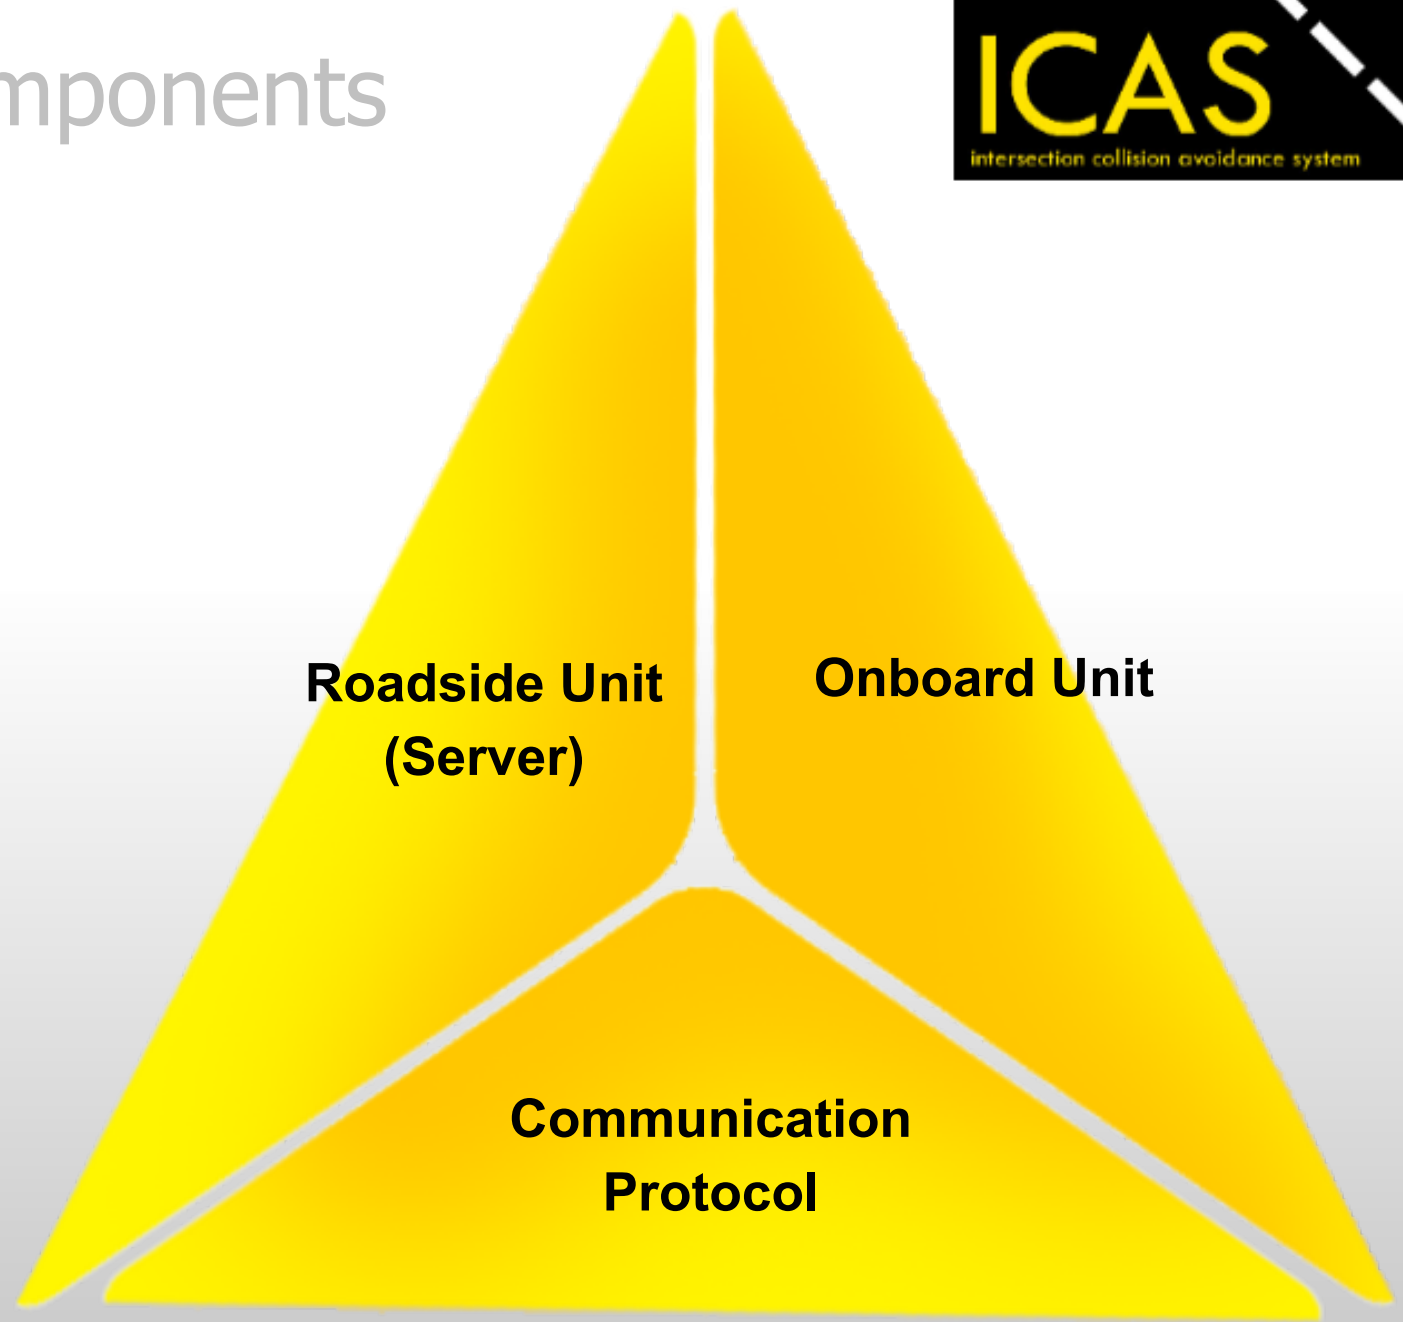 mponents
ICAS
intersection collision avoidance system
Roadside Unit
(Server)
Onboard Unit
Communication
Protocol